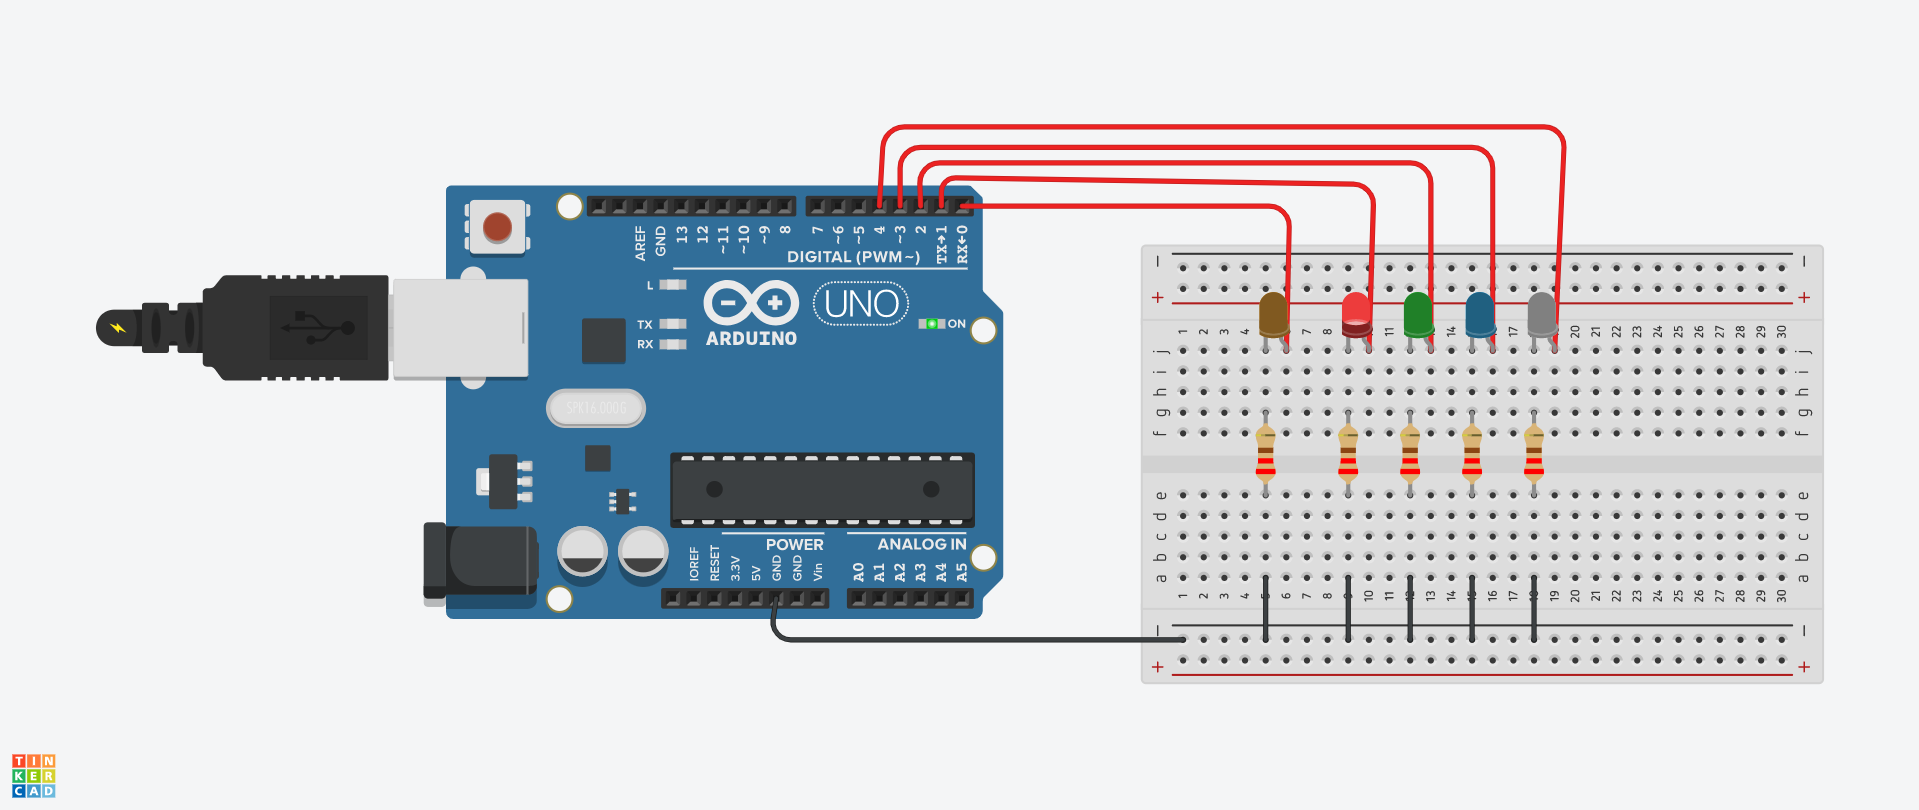 AREF
GND
13
12
~11
~10
~9
8
7
~6
~5
4
~3
2
TX→1
RX←0
DIGITAL (PWM~)
L
TX
RX
UNO
ON
ARDUINO
SPK16.000G
POWER
ANALOG IN
IOREF
RESET
3.3V
5V
GND
GND
Vin
A0
A1
A2
A3
A4
A5
− −
+ +
1 2 3 4 7 8 11 14 17 20 21 22 23 24 25 26 27 28 29 30
j j
i i
h h
g g
f f
e e
d d
c c
b b
a a
1 2 3 4 6 7 8 10 11 13 14 16 17 19 20 21 22 23 24 25 26 27 28 29 30
− −
+ +
TIN
KER
CAD